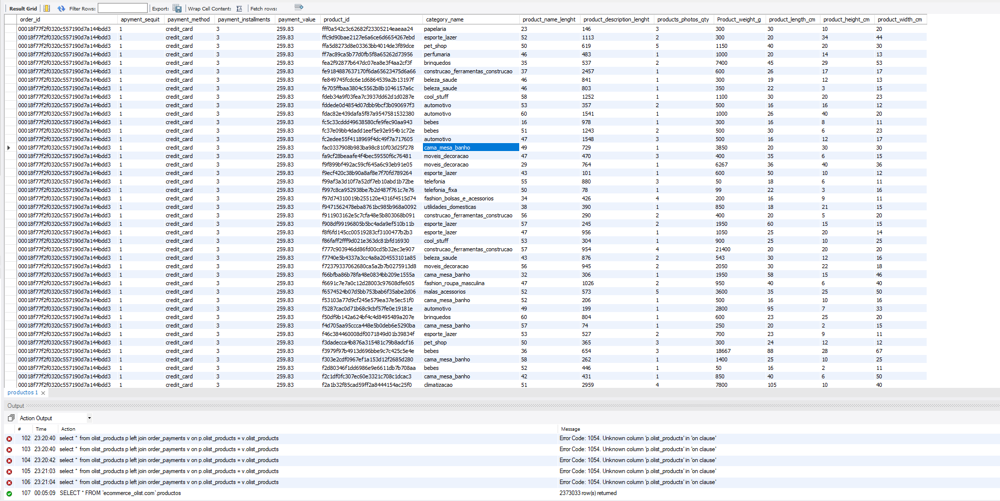 Result Grid Filter Rows: Export: Wrap Cell Content: Fetch rows:
order_id apyment_sequit payment_method payment_installments payment_value product_id category_name product_name_lenght product_description_lenght products_photos_qty Product_weight_g product_length_cm product_height_cm product_width_cm
00018f77f2f0320c557190d7a144bdd3 1 credit_card 3 259.83 fff0a542c3c62682f23305214eaeaa24 papelaria 23 146 3 300 30 10 20
00018f77f2f0320c557190d7a144bdd3 1 credit_card 3 259.83 ffc9d90bae2127e6a6ce6d6654267ebd esporte_lazer 52 1113 2 300 20 34 44
00018f77f2f0320c557190d7a144bdd3 1 credit_card 3 259.83 ffa5d8273d8e03363bb4014de3f89dce pet_shop 50 619 5 1150 40 20 30
00018f77f2f0320c557190d7a144bdd3 1 credit_card 3 259.83 ff7ac89ca5b77d0fb5f8a65262d73956 perfumaria 46 483 1 1000 20 14 13
00018f77f2f0320c557190d7a144bdd3 1 credit_card 3 259.83 fea2f92877b647dc07ea8e3f4aa2cf3f brinquedos 35 537 2 7400 45 29 53
00018f77f2f0320c557190d7a144bdd3 1 credit_card 3 259.83 fe9184887637170f6da65623475d6a66 construcao_ferramentas_construcao 37 2457 1 600 26 17 17
00018f77f2f0320c557190d7a144bdd3 1 credit_card 3 259.83 fe849745fcdc6e1d6864539a2b13197f beleza_saude 46 841 1 300 19 12 13
00018f77f2f0320c557190d7a144bdd3 1 credit_card 3 259.83 fe705ffbaa3804c5562b8b1046157a6c beleza_saude 46 803 1 350 22 3 15
00018f77f2f0320c557190d7a144bdd3 1 credit_card 3 259.83 fdeb34a9f03fea7c3937dd62d1d0287e cool_stuff 58 1252 1 1100 30 20 23
00018f77f2f0320c557190d7a144bdd3 1 credit_card 3 259.83 fddede0d4854d07dbb9bcf3b090697f3 automotivo 53 357 2 500 16 16 12
00018f77f2f0320c557190d7a144bdd3 1 credit_card 3 259.83 fdac82e439dafa5f87a9547581532380 automotivo 60 1541 1 1000 26 40 20
00018f77f2f0320c557190d7a144bdd3 1 credit_card 3 259.83 fc5c33cddd49638580cfe9fec90aa943 bebes 16 978 1 300 16 8 11
00018f77f2f0320c557190d7a144bdd3 1 credit_card 3 259.83 fc37e09bb4dadd1eef5e92e954b1c72e bebes 51 1243 2 500 30 6 23
00018f77f2f0320c557190d7a144bdd3 1 credit_card 3 259.83 fc2edee55f4118969f4dc49f7a717605 automotivo 47 1548 3 500 16 12 17
00018f77f2f0320c557190d7a144bdd3 1 credit_card 3 259.83 fac0337908b983ba98c810f03d25f278 cama_mesa_banho 49 729 1 3850 20 30 30
00018f77f2f0320c557190d7a144bdd3 1 credit_card 3 259.83 fa9cf28beaafe4f4bec59550f6c76481 moveis_decoracao 47 470 3 400 35 6 15
00018f77f2f0320c557190d7a144bdd3 1 credit_card 3 259.83 f9f899bf492ac59cf645a6c93eb91e05 moveis_decoracao 29 764 1 6267 36 40 36
00018f77f2f0320c557190d7a144bdd3 1 credit_card 3 259.83 f9ecf420c38b90a8af8e7f70fd789264 esporte_lazer 43 101 1 600 50 10 12
00018f77f2f0320c557190d7a144bdd3 1 credit_card 3 259.83 f99af3a3d10f7a52df7eb10abd1b72be telefonia 55 880 3 50 18 6 11
00018f77f2f0320c557190d7a144bdd3 1 credit_card 3 259.83 f997c8ca952938be7b2d487f761c7e76 telefonia_fixa 50 78 1 99 22 3 16
00018f77f2f0320c557190d7a144bdd3 1 credit_card 3 259.83 f97d74310019b255120e4316f4515d74 fashion_bolsas_e_acessorios 34 426 4 200 16 9 11
00018f77f2f0320c557190d7a144bdd3 1 credit_card 3 259.83 f9471562478eba8761bc985b968a0092 utilidades_domesticas 38 390 1 850 18 21 15
00018f77f2f0320c557190d7a144bdd3 1 credit_card 3 259.83 f911903162e5c7cfa48e5b803068b091 construcao_ferramentas_construcao 56 290 2 400 20 5 20
00018f77f2f0320c557190d7a144bdd3 1 credit_card 3 259.83 f908df99196805b5bc4ada9ef510b11b esporte_lazer 57 245 2 1950 60 15 15
00018f77f2f0320c557190d7a144bdd3 1 credit_card 3 259.83 f8f6fd145cc00519283cf3100477b2b3 esporte_lazer 47 956 1 1050 25 20 14
00018f77f2f0320c557190d7a144bdd3 1 credit_card 3 259.83 f86faff2fff9d021e363dc81bfd16930 cool_stuff 53 304 1 900 25 10 25
00018f77f2f0320c557190d7a144bdd3 1 credit_card 3 259.83 f777c903946dd86fd00cd5b32ec3e907 construcao_ferramentas_construcao 57 954 4 21400 20 20 20
00018f77f2f0320c557190d7a144bdd3 1 credit_card 3 259.83 f7740e5b4337a3cc4a8a204553101a85 beleza_saude 43 876 2 543 30 12 16
00018f77f2f0320c557190d7a144bdd3 1 credit_card 3 259.83 f72379337062680ca5a2b7b0275913d8 moveis_decoracao 56 945 2 2050 30 22 18
00018f77f2f0320c557190d7a144bdd3 1 credit_card 3 259.83 f66bfba86b78fa48e0834bb209e1555a cama_mesa_banho 32 306 1 1950 58 15 46
00018f77f2f0320c557190d7a144bdd3 1 credit_card 3 259.83 f6691c7e7a0c12d28003c97608dfe605 fashion_roupa_masculina 47 1026 2 950 40 6 40
00018f77f2f0320c557190d7a144bdd3 1 credit_card 3 259.83 f6574524b07d5bb753bab6f35abe2d06 malas_acessorios 52 573 5 3600 35 25 50
00018f77f2f0320c557190d7a144bdd3 1 credit_card 3 259.83 f53103a77d9cf245e579ea37e5ec51f0 cama_mesa_banho 52 206 1 500 16 10 16
00018f77f2f0320c557190d7a144bdd3 1 credit_card 3 259.83 f5287cac0d71b68c9cbf57fe0e19181e automotivo 49 199 1 2800 95 7 33
00018f77f2f0320c557190d7a144bdd3 1 credit_card 3 259.83 f50df9b142a624bf4c4d8495489a207e brinquedos 60 804 1 600 23 25 20
00018f77f2f0320c557190d7a144bdd3 1 credit_card 3 259.83 f4d705aa95ccca448e5b0deb6e5290ba cama_mesa_banho 57 74 1 250 20 2 15
00018f77f2f0320c557190d7a144bdd3 1 credit_card 3 259.83 f46c384460008df0071849d01b39834f esporte_lazer 53 527 2 700 23 9 11
00018f77f2f0320c557190d7a144bdd3 1 credit_card 3 259.83 f3dadecca4b876a315481c79b8adcf16 pet_shop 50 365 3 300 24 12 12
00018f77f2f0320c557190d7a144bdd3 1 credit_card 3 259.83 f3979f97b4913d696bbe9c7c425c5e4e bebes 36 654 3 18667 88 28 67
00018f77f2f0320c557190d7a144bdd3 1 credit_card 3 259.83 f303e2cdf0967ef1a153d12f2685d280 cama_mesa_banho 58 262 1 1400 25 10 25
00018f77f2f0320c557190d7a144bdd3 1 credit_card 3 259.83 f2d80346f1dd6986e9e6611db7b708aa bebes 52 446 1 50 16 2 11
00018f77f2f0320c557190d7a144bdd3 1 credit_card 3 259.83 f2c1df0fc307ec60e3321c708c1dcac3 cama_mesa_banho 42 431 1 850 40 6 50
00018f77f2f0320c557190d7a144bdd3 1 credit_card 3 259.83 f2a1b32f85cad59ff2a8444154ac25f0 climatizacao 51 2959 4 7800 105 10 40
productos 1
Output
Action Output
# Time Action Message
102 23:20:40 select * from olist_products p left join order_payments v on p.olist_products = v.olist_products Error Code: 1054. Unknown column 'p.olist_products' in 'on clause'
103 23:20:40 select * from olist_products p left join order_payments v on p.olist_products = v.olist_products Error Code: 1054. Unknown column 'p.olist_products' in 'on clause'
104 23:20:42 select * from olist_products p left join order_payments v on p.olist_products = v.olist_products Error Code: 1054. Unknown column 'p.olist_products' in 'on clause'
105 23:21:03 select * from olist_products p left join order_payments v on p.olist_products = v.olist_products Error Code: 1054. Unknown column 'p.olist_products' in 'on clause'
106 23:21:04 select * from olist_products p left join order_payments v on p.olist_products = v.olist_products Error Code: 1054. Unknown column 'p.olist_products' in 'on clause'
107 00:05:09 SELECT * FROM `ecommerce_olist.com`.productos 2373033 row(s) returned